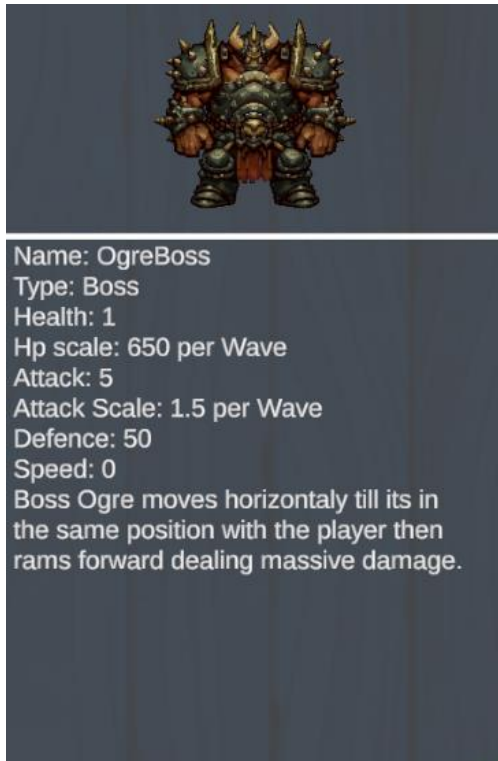 Name: OgreBoss
Type: Boss
Health: 1
Hp scale: 650 per Wave
Attack: 5
Attack Scale: 1.5 per Wave
Defence: 50
Speed: 0
Boss Ogre moves horizontaly till its in
the same position with the player then
rams forward dealing massive damage.